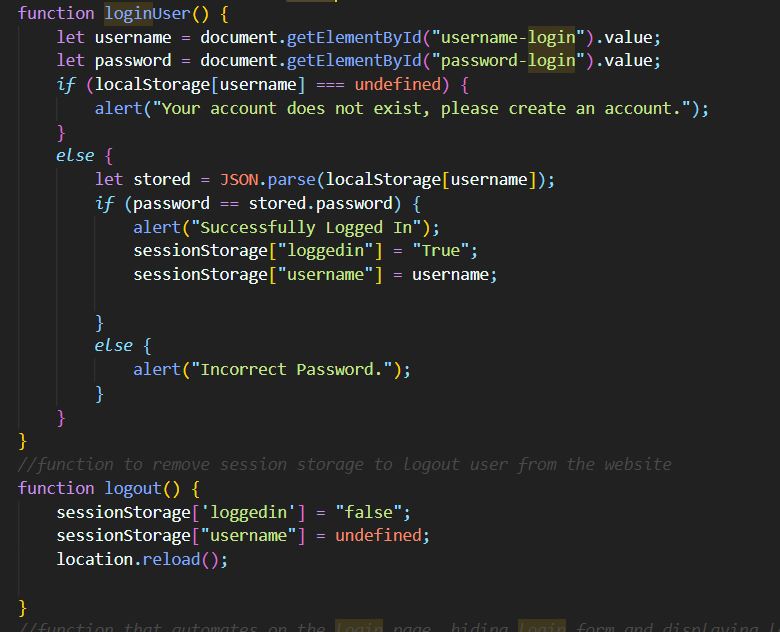 function loginUser() {
    let username = document.getElementById("username-login").value;
    let password = document.getElementById("password-login").value;
    if (localStorage[username] === undefined) {
        alert("Your account does not exist, please create an account.");
    }
    else {
        let stored = JSON.parse(localStorage[username]);
        if (password == stored.password) {
            alert("Successfully Logged In");
            sessionStorage["loggedin"] = "True";
            sessionStorage["username"] = username;
        }
        else {
            alert("Incorrect Password.");
        }
    }
}
//function to remove session storage to logout user from the website
function logout() {
    sessionStorage['loggedin'] = "false";
    sessionStorage["username"] = undefined;
    location.reload();
}
//function that automates on the login page, hiding login form and displaying